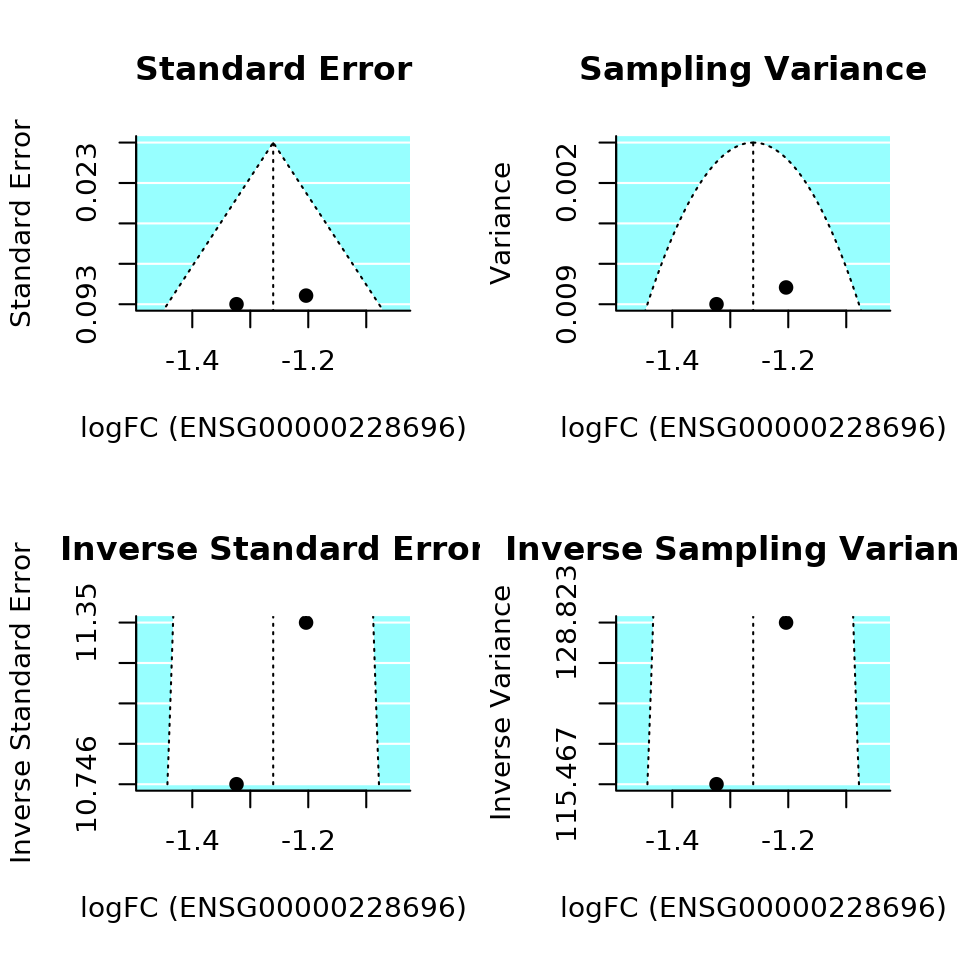 Standard Error
Standard Error
0.023
0.093
-1.4 -1.2
logFC (ENSG00000228696)
Sampling Variance
Variance
0.002
0.009
-1.4 -1.2
logFC (ENSG00000228696)
Inverse Standard Error
Inverse Standard Error
11.35
10.746
-1.4 -1.2
logFC (ENSG00000228696)
Inverse Sampling Varian
Inverse Variance
128.823
115.467
-1.4 -1.2
logFC (ENSG00000228696)